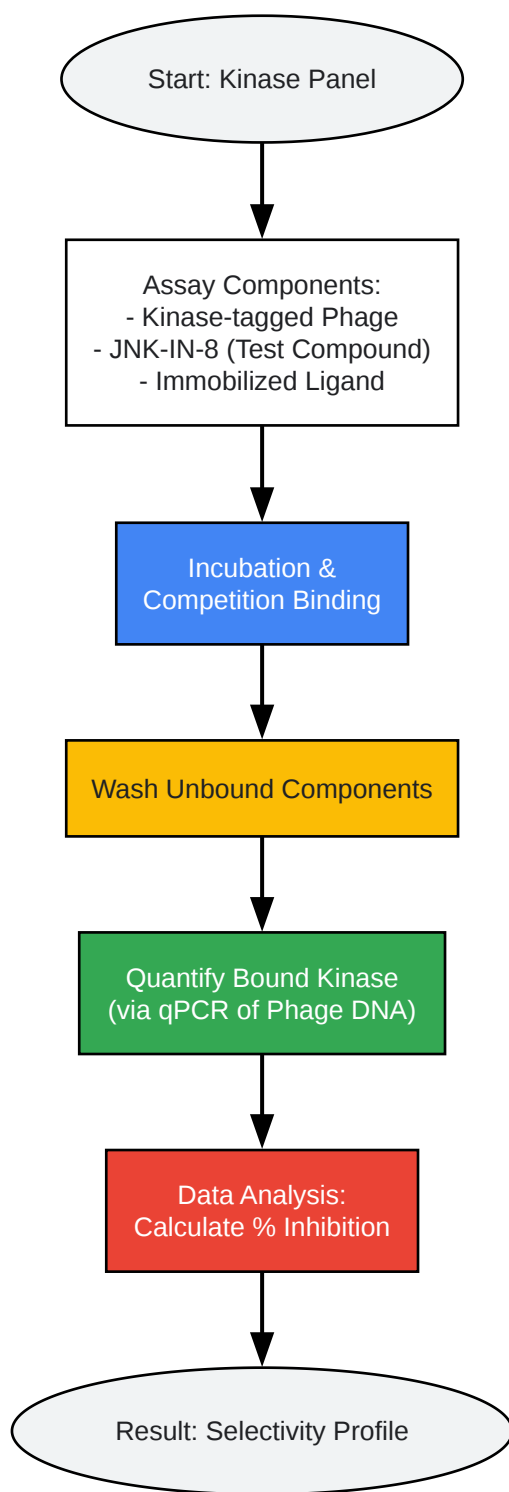 Start: Kinase Panel
Assay Components:
- Kinase-tagged Phage
- JNK-IN-8 (Test Compound)
- Immobilized Ligand
Incubation &
Competition Binding
Wash Unbound Components
Quantify Bound Kinase
(via qPCR of Phage DNA)
Data Analysis:
Calculate % Inhibition
Result: Selectivity Profile